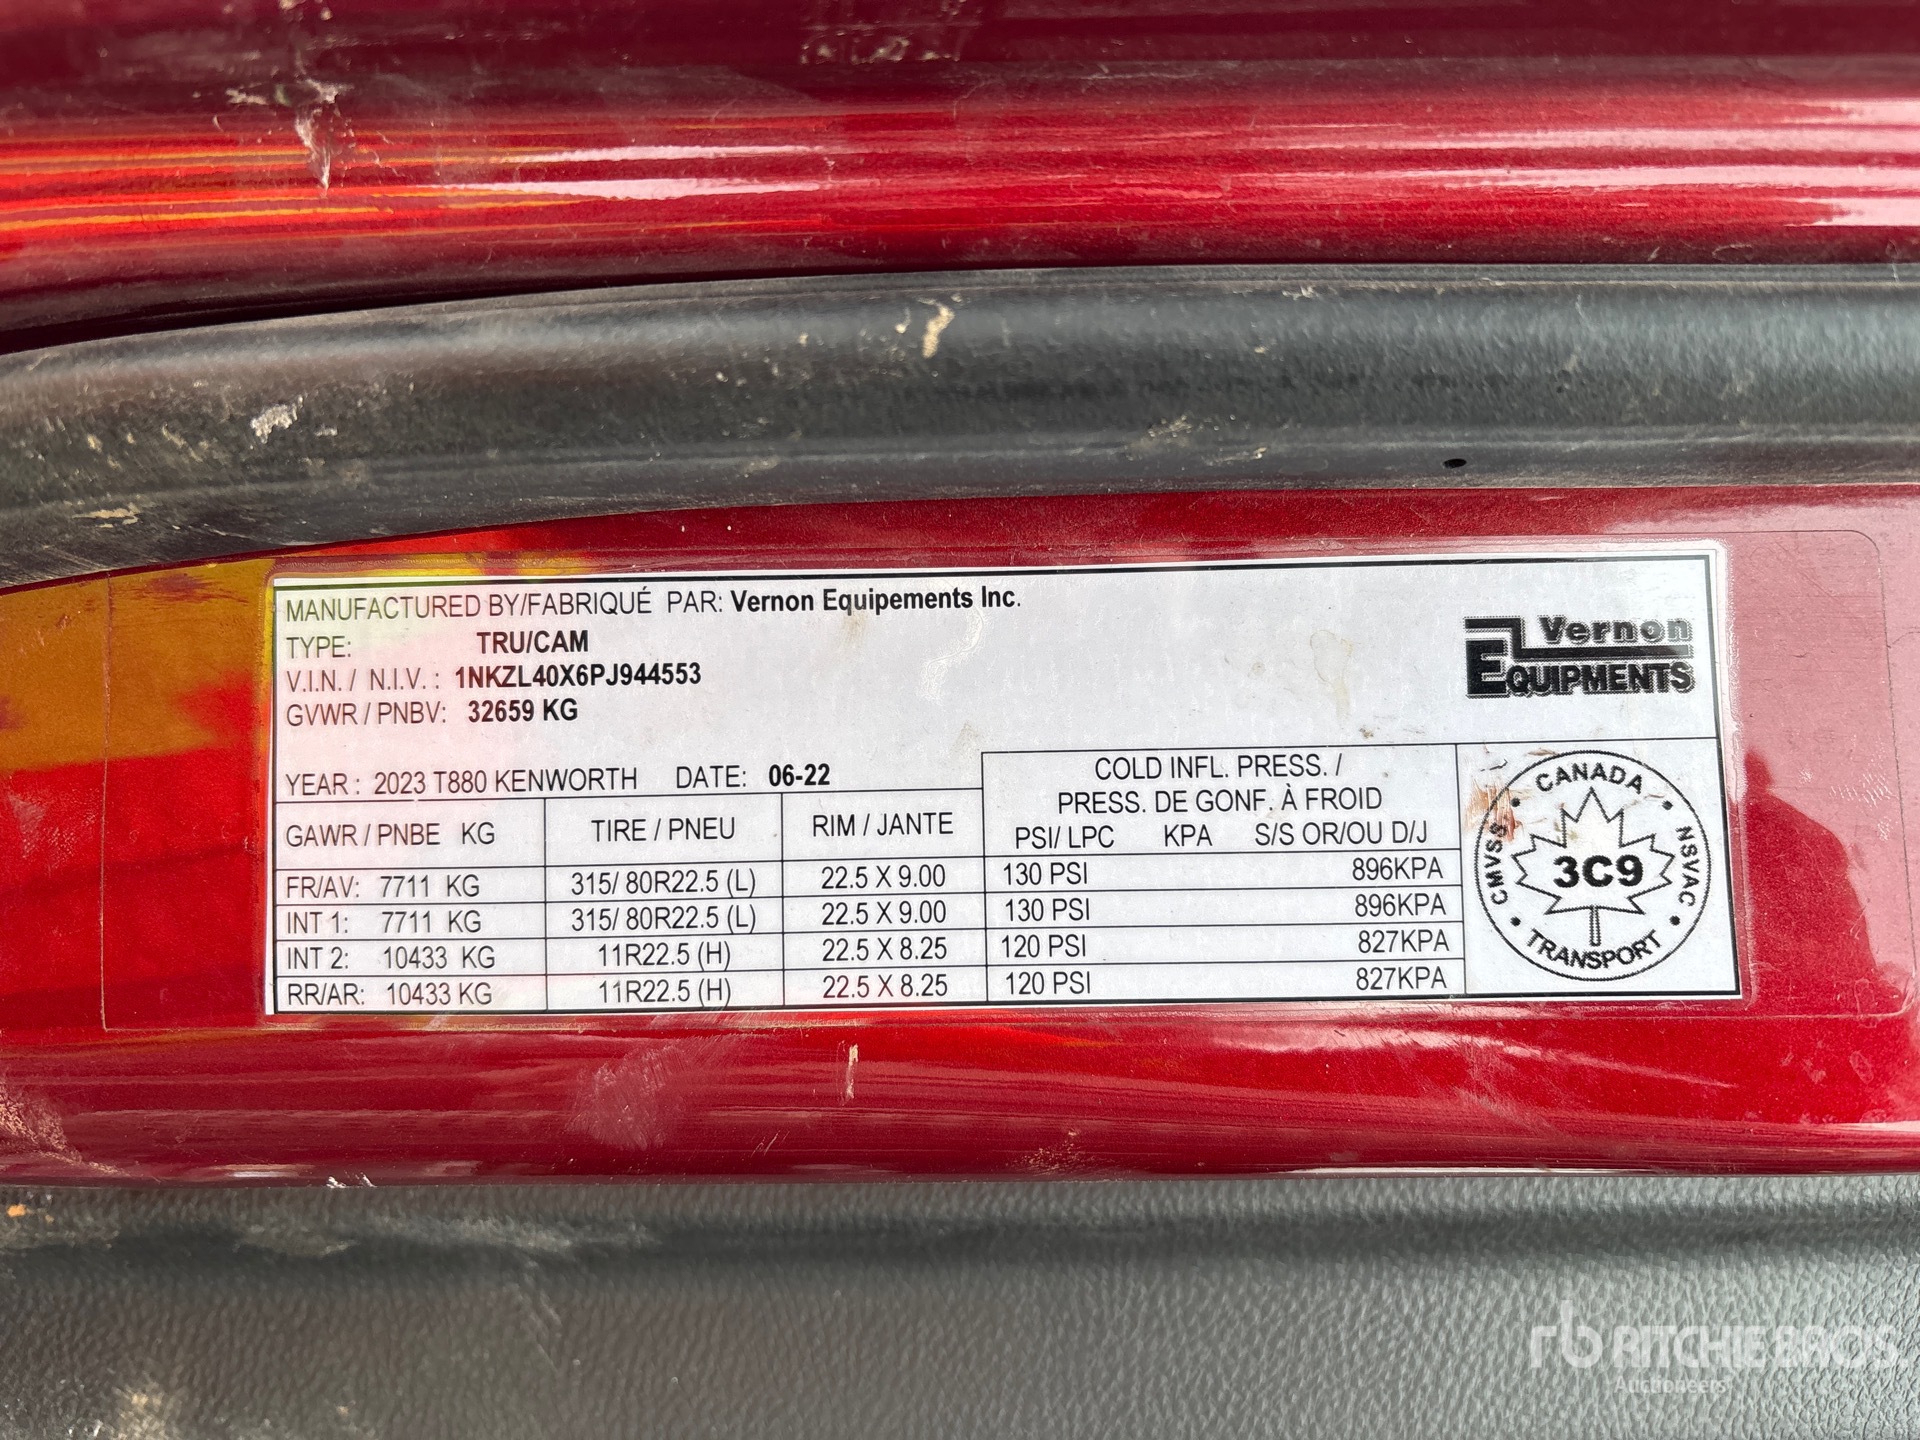 MANUFACTURED BY/FABRIQUÉ PAR: Vernon Equipements Inc.
TYPE: TRU/CAM
V.I.N. / N.I.V. : 1NKZL40X6PJ944553
GVWR / PNBV: 32659 KG
Vernon
EQUIPMENTS
YEAR : 2023 T880 KENWORTH DATE: 06-22
COLD INFL. PRESS. /
PRESS. DE GONF. À FROID
GAWR / PNBE KG TIRE / PNEU RIM / JANTE PSI/ LPC KPA S/S OR/OU D/J
FR/AV: 7711 KG 315/ 80R22.5 (L) 22.5 X 9.00 130 PSI 896KPA
INT 1: 7711 KG 315/ 80R22.5 (L) 22.5 X 9.00 130 PSI 896KPA
INT 2: 10433 KG 11R22.5 (H) 22.5 X 8.25 120 PSI 827KPA
RR/AR: 10433 KG 11R22.5 (H) 22.5 X 8.25 120 PSI 827KPA
CANADA
CMVSS
3C9
NSVAC
TRANSPORT
rb RITCHIE BROS
Auctioneers